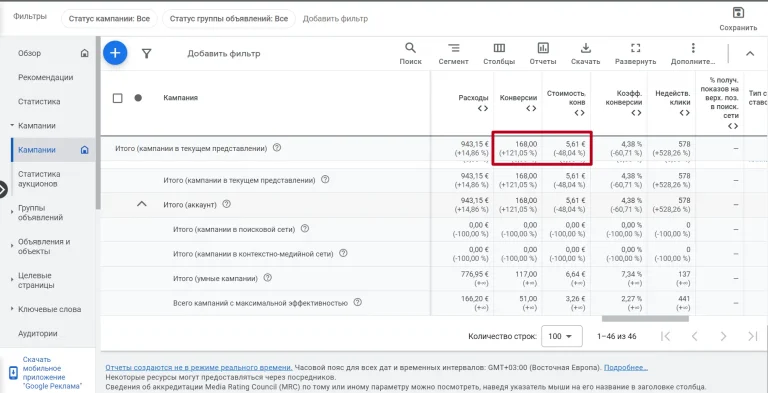 Фильтры
Статус кампании: Все
Статус группы объявлений: Все
Добавить фильтр
Сохранить
Обзор
Рекомендации
Статистика
Кампании
Кампании
Статистика
аукционов
Группы
объявлений
Объявления и
объекты
Целевые
страницы
Ключевые слова
Аудитории
Скачать
мобильное
приложение
"Google Реклама"
Добавить фильтр
Поиск
Сегмент
Столбцы
Отчеты
Скачать
Развернуть
Дополните...
Кампания
Расходы
Конверсии
Стоимость.
конв
Коэфф.
конверсии
Недейств.
клики
% получ.
показов на
верх. поз.
в поиск.
сети
Тип с
ставо
Итого (кампании в текущем представлении)
943,15 € 168,00 5,61 € 4,38 % 578 –
(+14,86 %) (+121,05 %) (-48,04 %) (-60,71 %) (+528,26 %)
Итого (кампании в текущем представлении)
943,15 € 168,00 5,61 € 4,38 % 578 –
(+14,86 %) (+121,05 %) (-48,04 %) (-60,71 %) (+528,26 %)
Итого (аккаунт)
943,15 € 168,00 5,61 € 4,38 % 578 –
(+14,86 %) (+121,05 %) (-48,04 %) (-60,71 %) (+528,26 %)
Итого (кампании в поисковой сети)
0,00 € 0,00 0,00 € 0,00 % 0 –
(-100,00 %) (-100,00 %) (-100,00 %) (-100,00 %) (-100,00 %)
Итого (кампании в контекстно-медийной сети)
0,00 € 0,00 0,00 € 0,00 % 0 –
(-100,00 %) (-100,00 %) (-100,00 %) (-100,00 %) (-100,00 %)
Итого (умные кампании)
776,95 € 117,00 6,64 € 7,34 % 137 –
(+∞) (+∞) (+∞) (+∞) (+∞)
Всего кампаний с максимальной эффективностью
166,20 € 51,00 3,26 € 2,27 % 441 –
(+∞) (+∞) (+∞) (+∞) (+∞)
Количество строк: 100 1–46 из 46
Отчеты создаются не в режиме реального времени. Часовой пояс для всех дат и временных интервалов: GMT+03:00 (Восточная Европа). Подробнее...
Некоторые ресурсы могут предоставляться через посредников.
Сведения об аккредитации Media Rating Council (MRC) по тому или иному параметру можно посмотреть, наведя указатель мыши на его название в заголовке столбца.